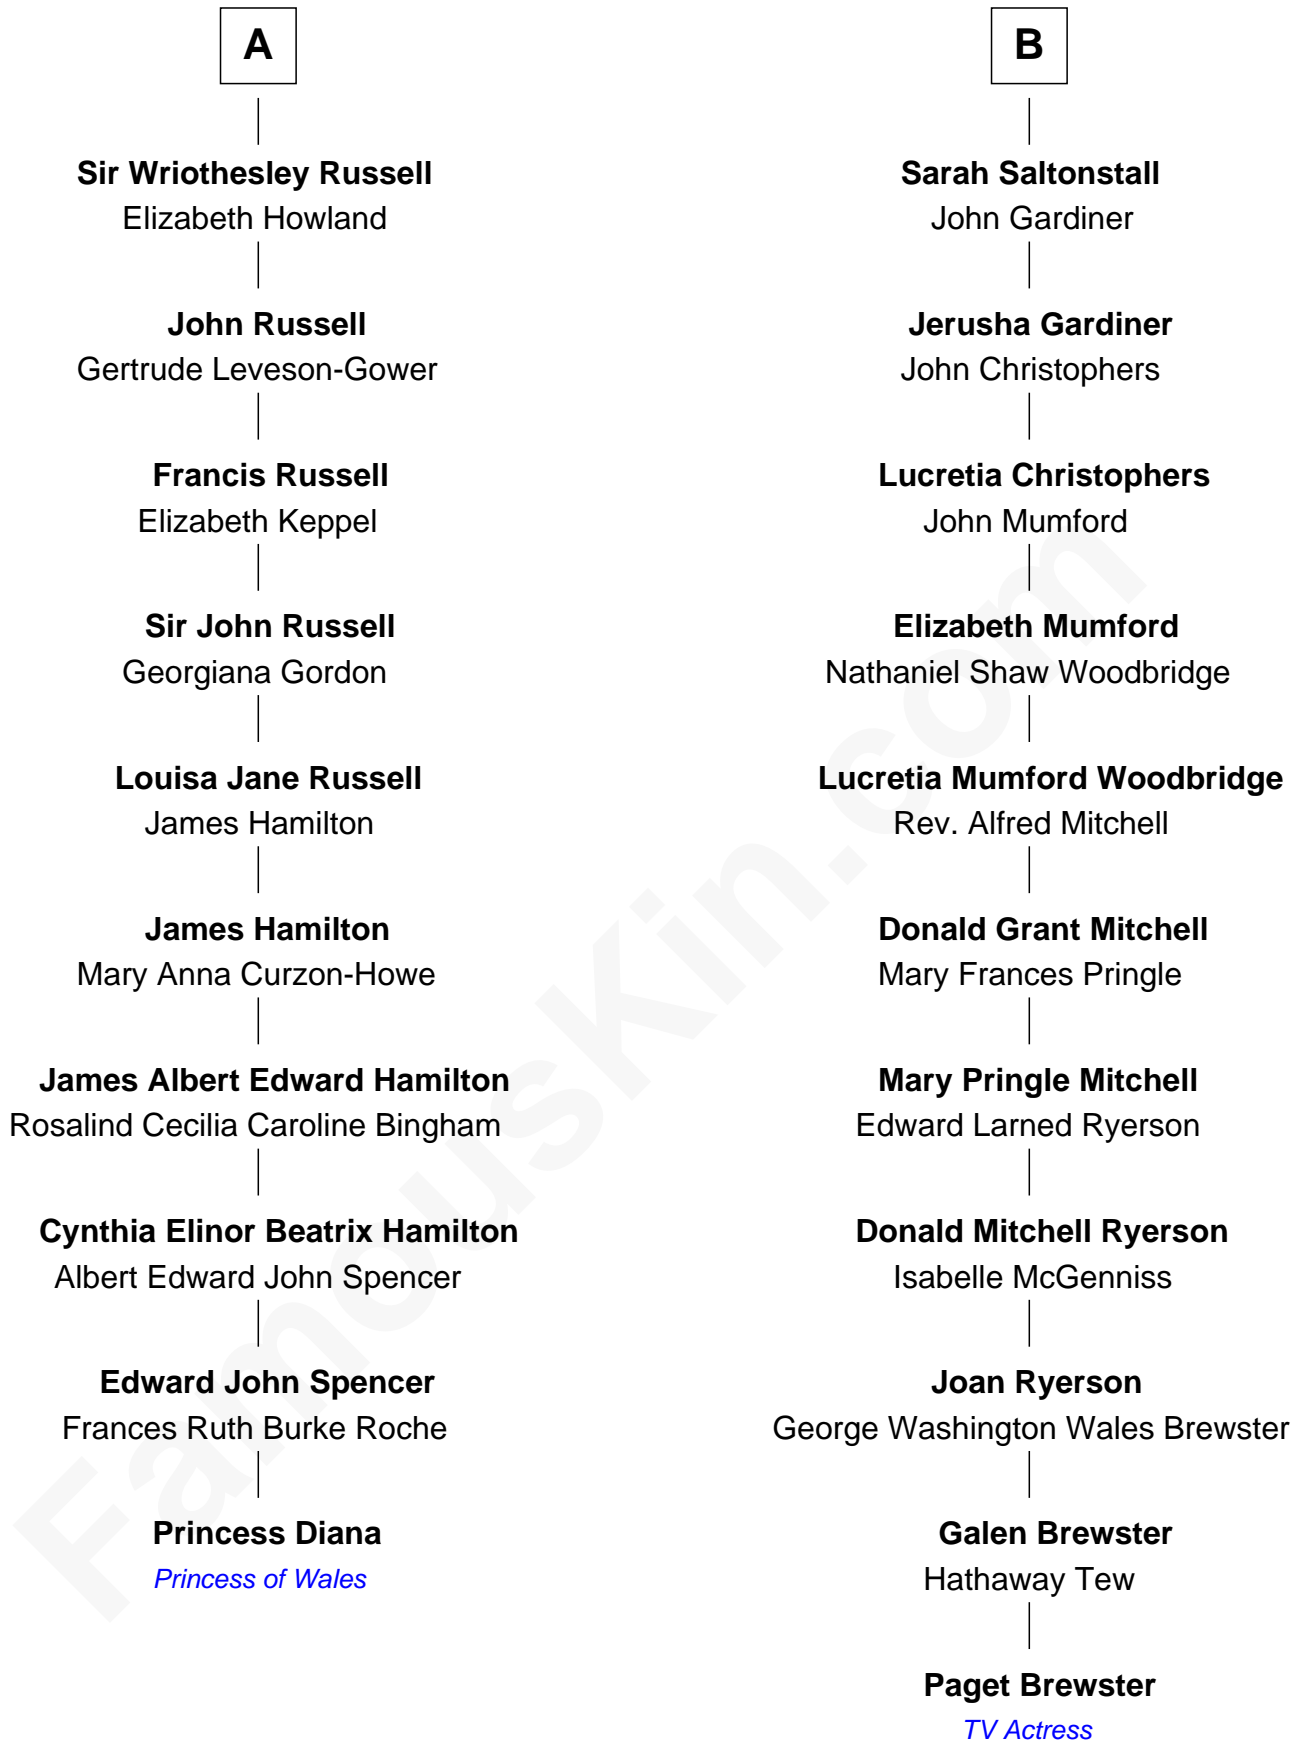 A
Sir Wriothesley Russell
Elizabeth Howland
John Russell
Gertrude Leveson-Gower
Francis Russell
Elizabeth Keppel
Sir John Russell
Georgiana Gordon
Louisa Jane Russell
James Hamilton
James Hamilton
Mary Anna Curzon-Howe
James Albert Edward Hamilton
Rosalind Cecilia Caroline Bingham
Cynthia Elinor Beatrix Hamilton
Albert Edward John Spencer
Edward John Spencer
Frances Ruth Burke Roche
Princess Diana
Princess of Wales
B
Sarah Saltonstall
John Gardiner
Jerusha Gardiner
John Christophers
Lucretia Christophers
John Mumford
Elizabeth Mumford
Nathaniel Shaw Woodbridge
Lucretia Mumford Woodbridge
Rev. Alfred Mitchell
Donald Grant Mitchell
Mary Frances Pringle
Mary Pringle Mitchell
Edward Larned Ryerson
Donald Mitchell Ryerson
Isabelle McGenniss
Joan Ryerson
George Washington Wales Brewster
Galen Brewster
Hathaway Tew
Paget Brewster
TV Actress
FamousKin.com